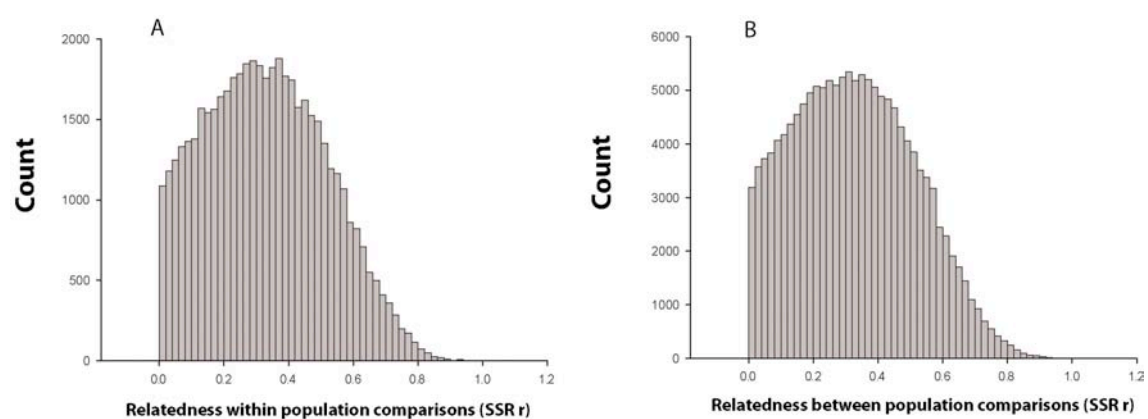 A
2000
1500
1000
500
0
Count
0.0 0.2 0.4 0.6 0.8 1.0 1.2
Relatedness within population comparisons (SSR r)
B
6000
5000
4000
3000
2000
1000
0
Count
0.0 0.2 0.4 0.6 0.8 1.0 1.2
Relatedness between population comparisons (SSR r)